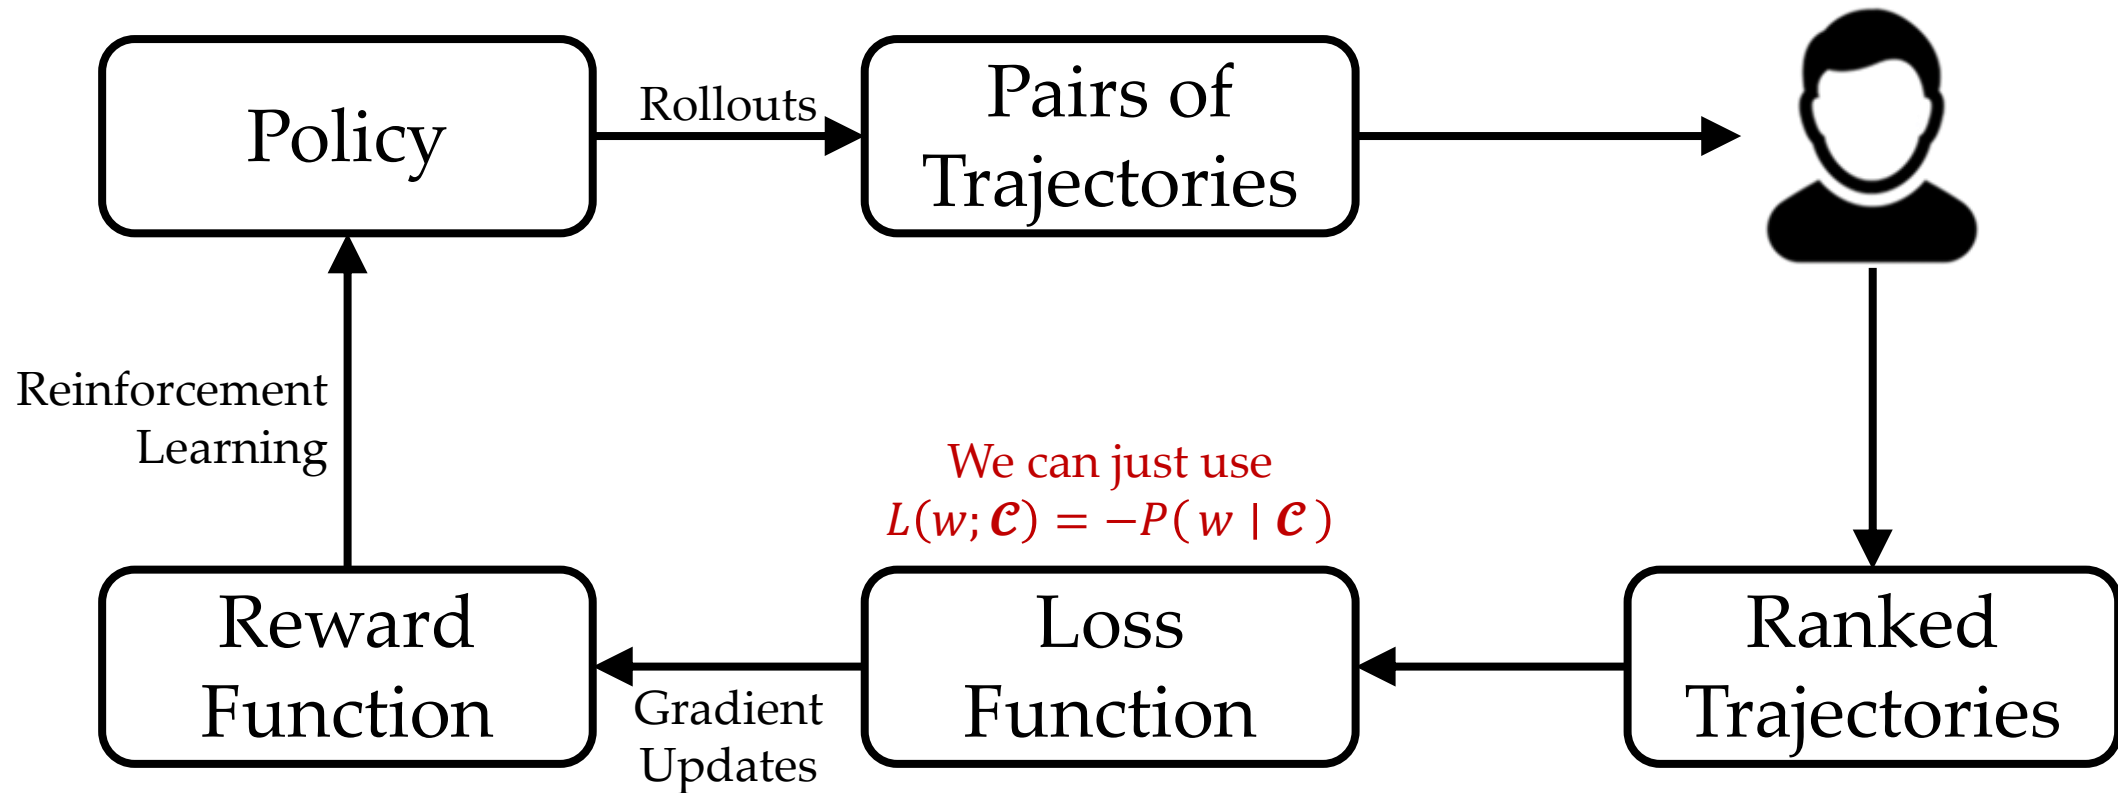 Policy
Rollouts
Pairs of
Trajectories
Reinforcement
Learning
We can just use
L(w; 𝓒) = −P( w | 𝓒 )
Reward
Function
Gradient
Updates
Loss
Function
Ranked
Trajectories